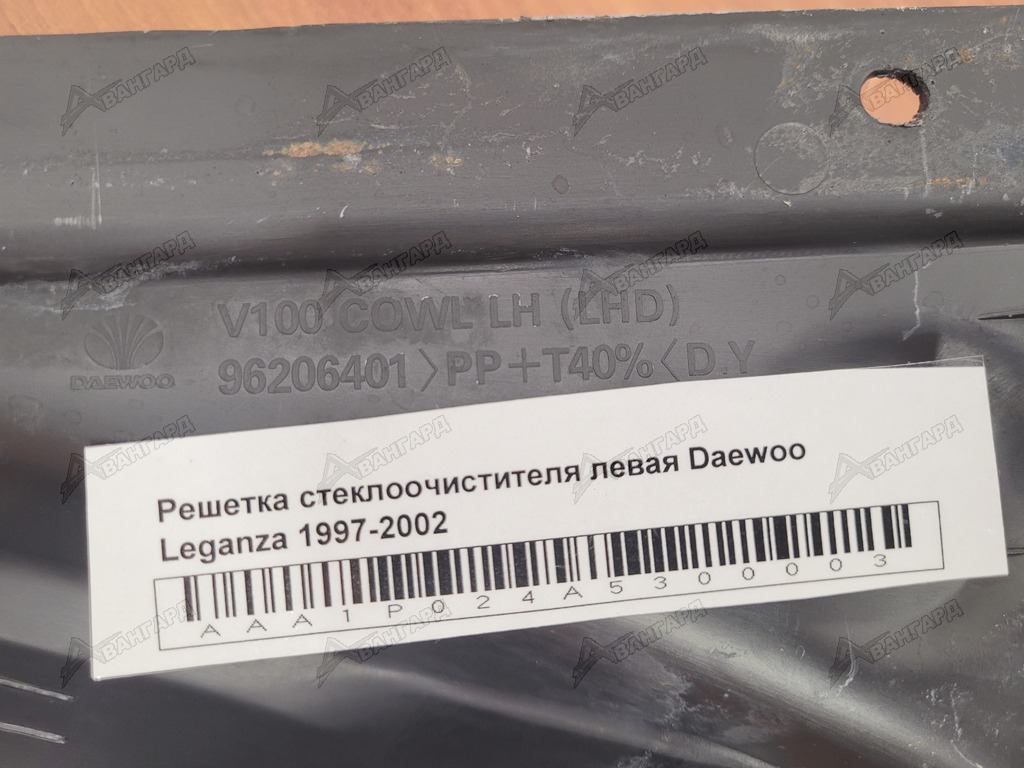 V100 COWL LH (LHD)
DAEWOO
96206401 >PP+T40%< D.Y
Решетка стеклоочистителя левая Daewoo
Leganza 1997-2002
AAA1P024A5300003
АВАНГАРД